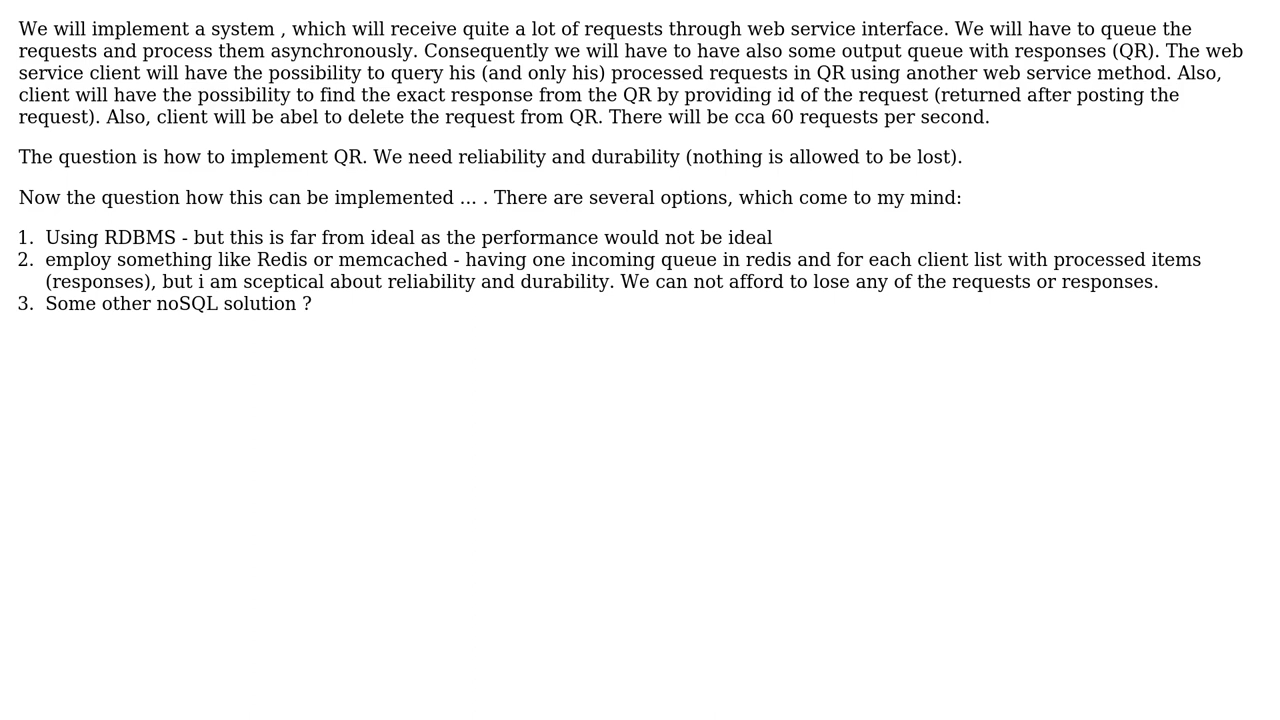 We will implement a system , which will receive quite a lot of requests through web service interface. We will have to queue the
requests and process them asynchronously. Consequently we will have to have also some output queue with responses (QR). The web
service client will have the possibility to query his (and only his) processed requests in QR using another web service method. Also,
client will have the possibility to find the exact response from the QR by providing id of the request (returned after posting the
request). Also, client will be abel to delete the request from QR. There will be cca 60 requests per second.
The question is how to implement QR. We need reliability and durability (nothing is allowed to be lost).
Now the question how this can be implemented ... . There are several options, which come to my mind:
1. Using RDBMS - but this is far from ideal as the performance would not be ideal
2. employ something like Redis or memcached - having one incoming queue in redis and for each client list with processed items
(responses), but i am sceptical about reliability and durability. We can not afford to lose any of the requests or responses.
3. Some other noSQL solution ?